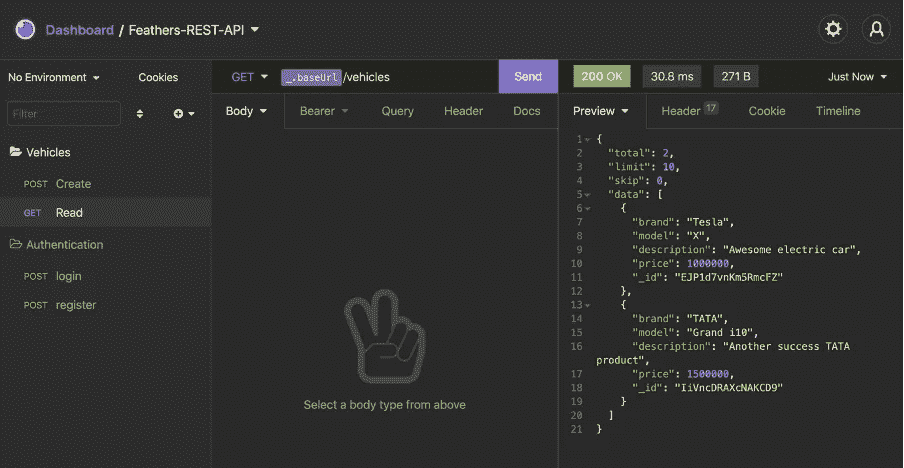 Dashboard / Feathers-REST-API
No Environment
Cookies
Filter
Vehicles
POST Create
GET Read
Authentication
POST login
POST register
GET _.baseUrl /vehicles
Send
Body Bearer Query Header Docs
Select a body type from above
200 OK 30.8 ms 271 B Just Now
Preview Header 17 Cookie Timeline
1 {
2 "total": 2,
3 "limit": 10,
4 "skip": 0,
5 "data": [
6 {
7 "brand": "Tesla",
8 "model": "X",
9 "description": "Awesome electric car",
10 "price": 1000000,
11 "_id": "EJP1d7vnKm5RmcFZ"
12 },
13 {
14 "brand": "TATA",
15 "model": "Grand i10",
16 "description": "Another success TATA
product",
17 "price": 1500000,
18 "_id": "IiVncDRAXcNAKCD9"
19 }
20 ]
21 }